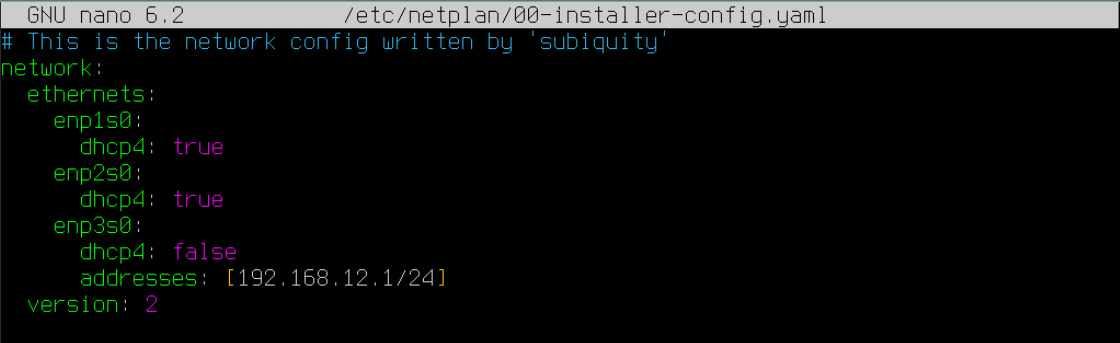 GNU nano 6.2 /etc/netplan/00-installer-config.yaml
# This is the network config written by 'subiquity'
network:
  ethernets:
    enp1s0:
      dhcp4: true
    enp2s0:
      dhcp4: true
    enp3s0:
      dhcp4: false
      addresses: [192.168.12.1/24]
  version: 2